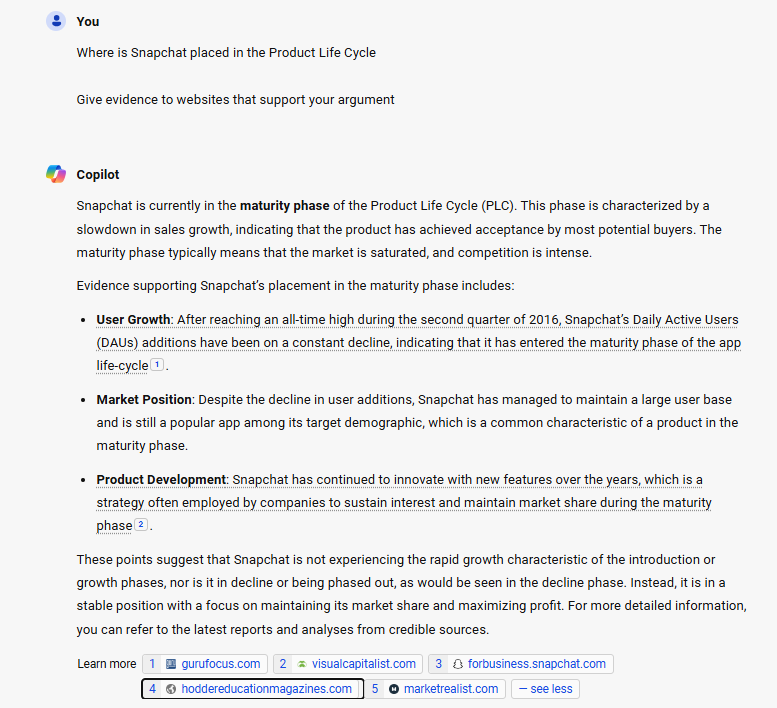 You
Where is Snapchat placed in the Product Life Cycle
Give evidence to websites that support your argument
Copilot
Snapchat is currently in the maturity phase of the Product Life Cycle (PLC). This phase is characterized by a
slowdown in sales growth, indicating that the product has achieved acceptance by most potential buyers. The
maturity phase typically means that the market is saturated, and competition is intense.
Evidence supporting Snapchat's placement in the maturity phase includes:
• User Growth: After reaching an all-time high during the second quarter of 2016, Snapchat's Daily Active Users
(DAUs) additions have been on a constant decline, indicating that it has entered the maturity phase of the app
life-cycle 1 .
• Market Position: Despite the decline in user additions, Snapchat has managed to maintain a large user base
and is still a popular app among its target demographic, which is a common characteristic of a product in the
maturity phase.
• Product Development: Snapchat has continued to innovate with new features over the years, which is a
strategy often employed by companies to sustain interest and maintain market share during the maturity
phase 2 .
These points suggest that Snapchat is not experiencing the rapid growth characteristic of the introduction or
growth phases, nor is it in decline or being phased out, as would be seen in the decline phase. Instead, it is in a
stable position with a focus on maintaining its market share and maximizing profit. For more detailed information,
you can refer to the latest reports and analyses from credible sources.
Learn more 1 gurufocus.com 2 visualcapitalist.com 3 forbusiness.snapchat.com
4 hoddereducationmagazines.com 5 marketrealist.com — see less